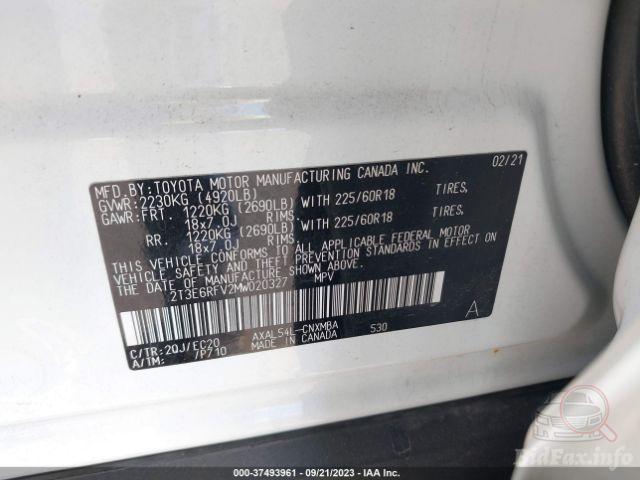 MFD.BY:TOYOTA MOTOR MANUFACTURING CANADA INC. 02/21
GVWR:2230KG (4920LB)
GAWR:FRT. 1220KG (2690LB) WITH 225/60R18 TIRES,
18x7.0J RIMS.
RR. 1220KG (2690LB) WITH 225/60R18 TIRES,
18x7.0J RIMS.
THIS VEHICLE CONFORMS TO ALL APPLICABLE FEDERAL MOTOR
VEHICLE SAFETY AND THEFT PREVENTION STANDARDS IN EFFECT ON
THE DATE OF MANUFACTURE SHOWN ABOVE.
2T3E6RFV2MW020327 MPV
A
AXAL54L-CNXMBA 530
C/TR:2QJ/EC20 MADE IN CANADA
A/TM: /P710
000-37493961 - 09/21/2023 - IAA Inc.
BidFax.info